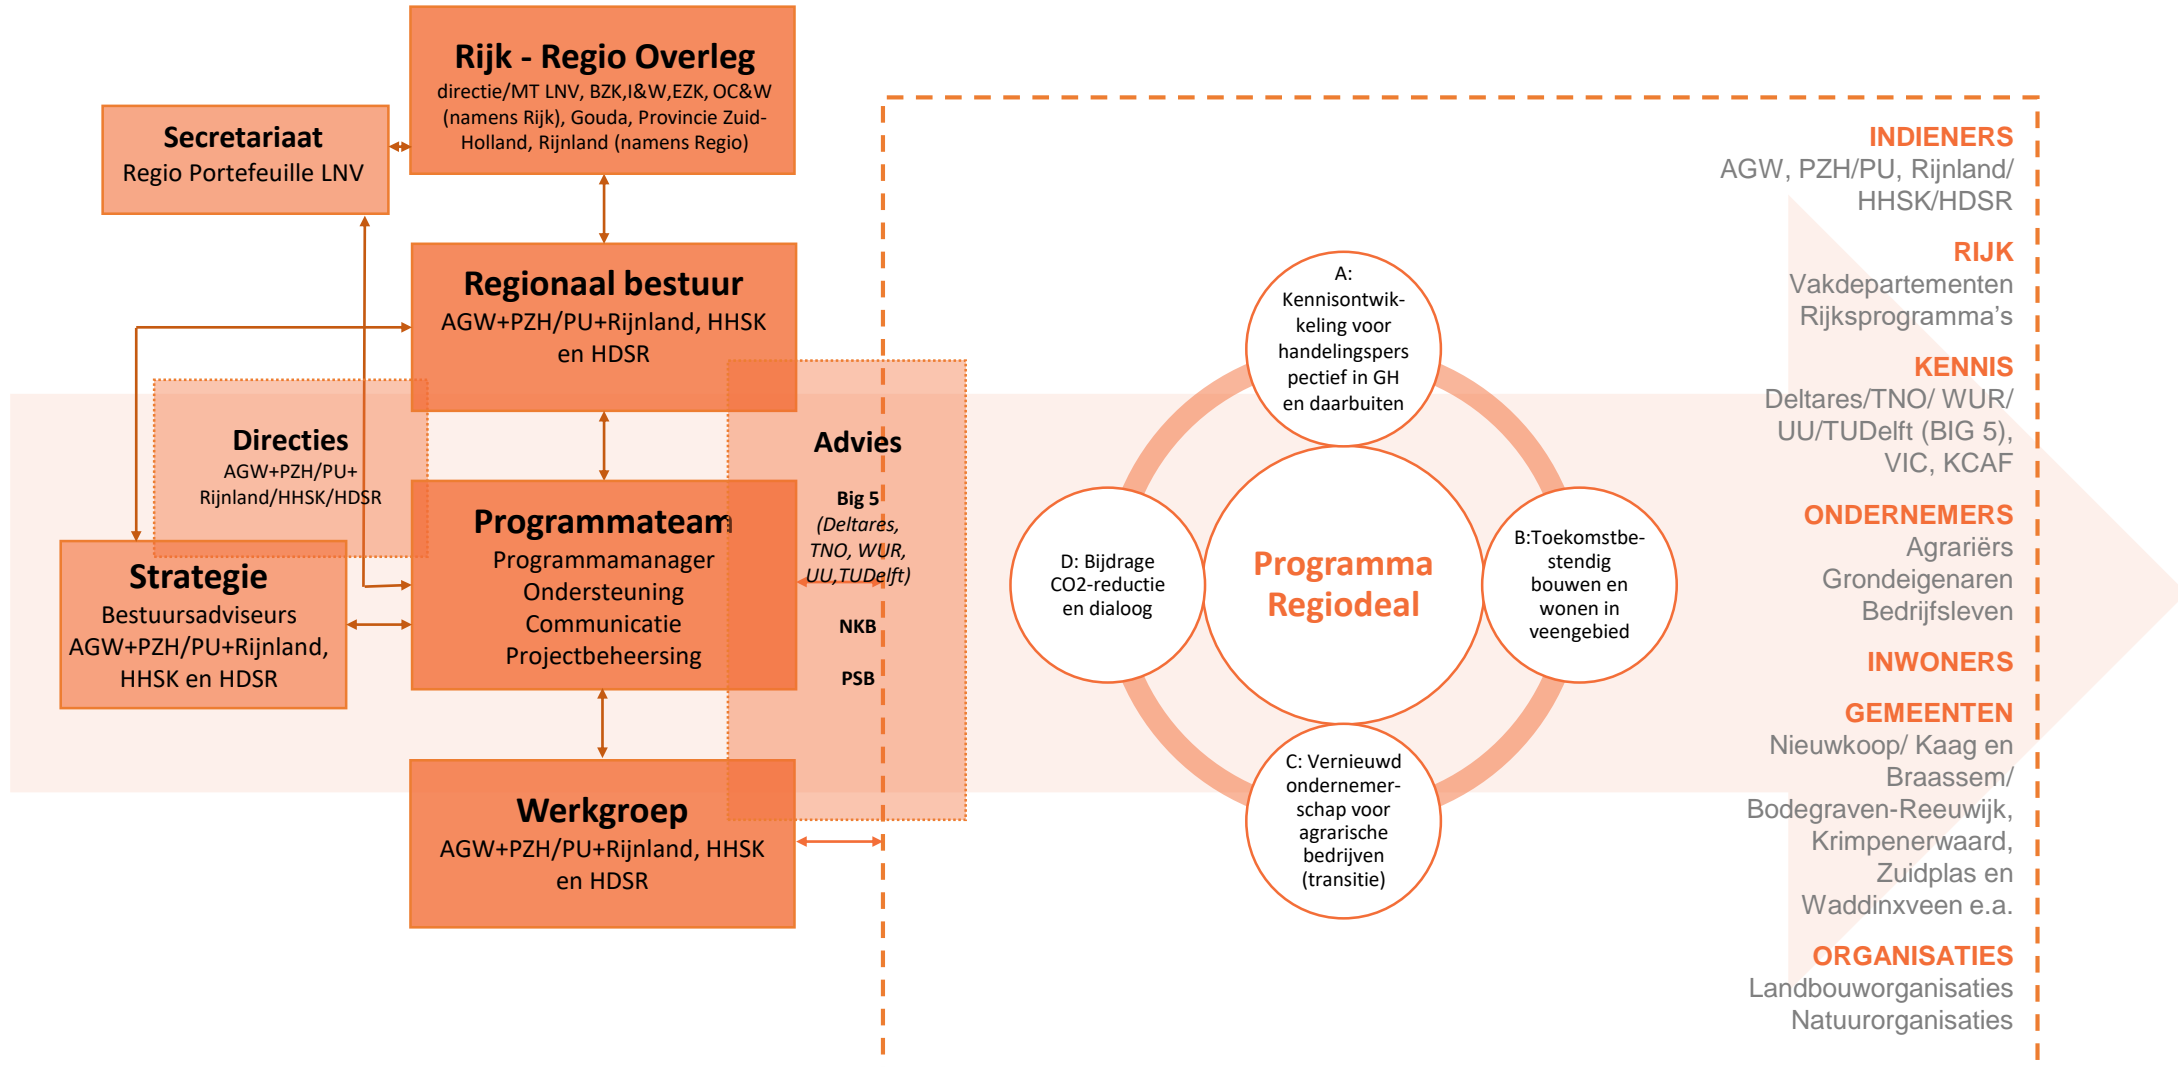 Rijk - Regio Overleg
directie/MT LNV, BZK,I&W,EZK, OC&W
(namens Rijk), Gouda, Provincie Zuid-
Holland, Rijnland (namens Regio)
Secretariaat
Regio Portefeuille LNV
Regionaal bestuur
AGW+PZH/PU+Rijnland, HHSK
en HDSR
Directies
AGW+PZH/PU+
Rijnland/HHSK/HDSR
Strategie
Bestuursadviseurs
AGW+PZH/PU+Rijnland,
HHSK en HDSR
Programmateam
Programmamanager
Ondersteuning
Communicatie
Projectbeheersing
Advies
Big 5
(Deltares,
TNO, WUR,
UU,TUDelft)
NKB
PSB
Werkgroep
AGW+PZH/PU+Rijnland, HHSK
en HDSR
A:
Kennisontwik-
keling voor
handelingspers
pectief in GH
en daarbuiten
B:Toekomstbe-
stendig
bouwen en
wonen in
veengebied
C: Vernieuwd
ondernemer-
schap voor
agrarische
bedrijven
(transitie)
D: Bijdrage
CO2-reductie
en dialoog
Programma
Regiodeal
INDIENERS
AGW, PZH/PU, Rijnland/
HHSK/HDSR
RIJK
Vakdepartementen
Rijksprogramma’s
KENNIS
Deltares/TNO/ WUR/
UU/TUDelft (BIG 5),
VIC, KCAF
ONDERNEMERS
Agrariërs
Grondeigenaren
Bedrijfsleven
INWONERS
GEMEENTEN
Nieuwkoop/ Kaag en
Braassem/
Bodegraven-Reeuwijk,
Krimpenerwaard,
Zuidplas en
Waddinxveen e.a.
ORGANISATIES
Landbouworganisaties
Natuurorganisaties